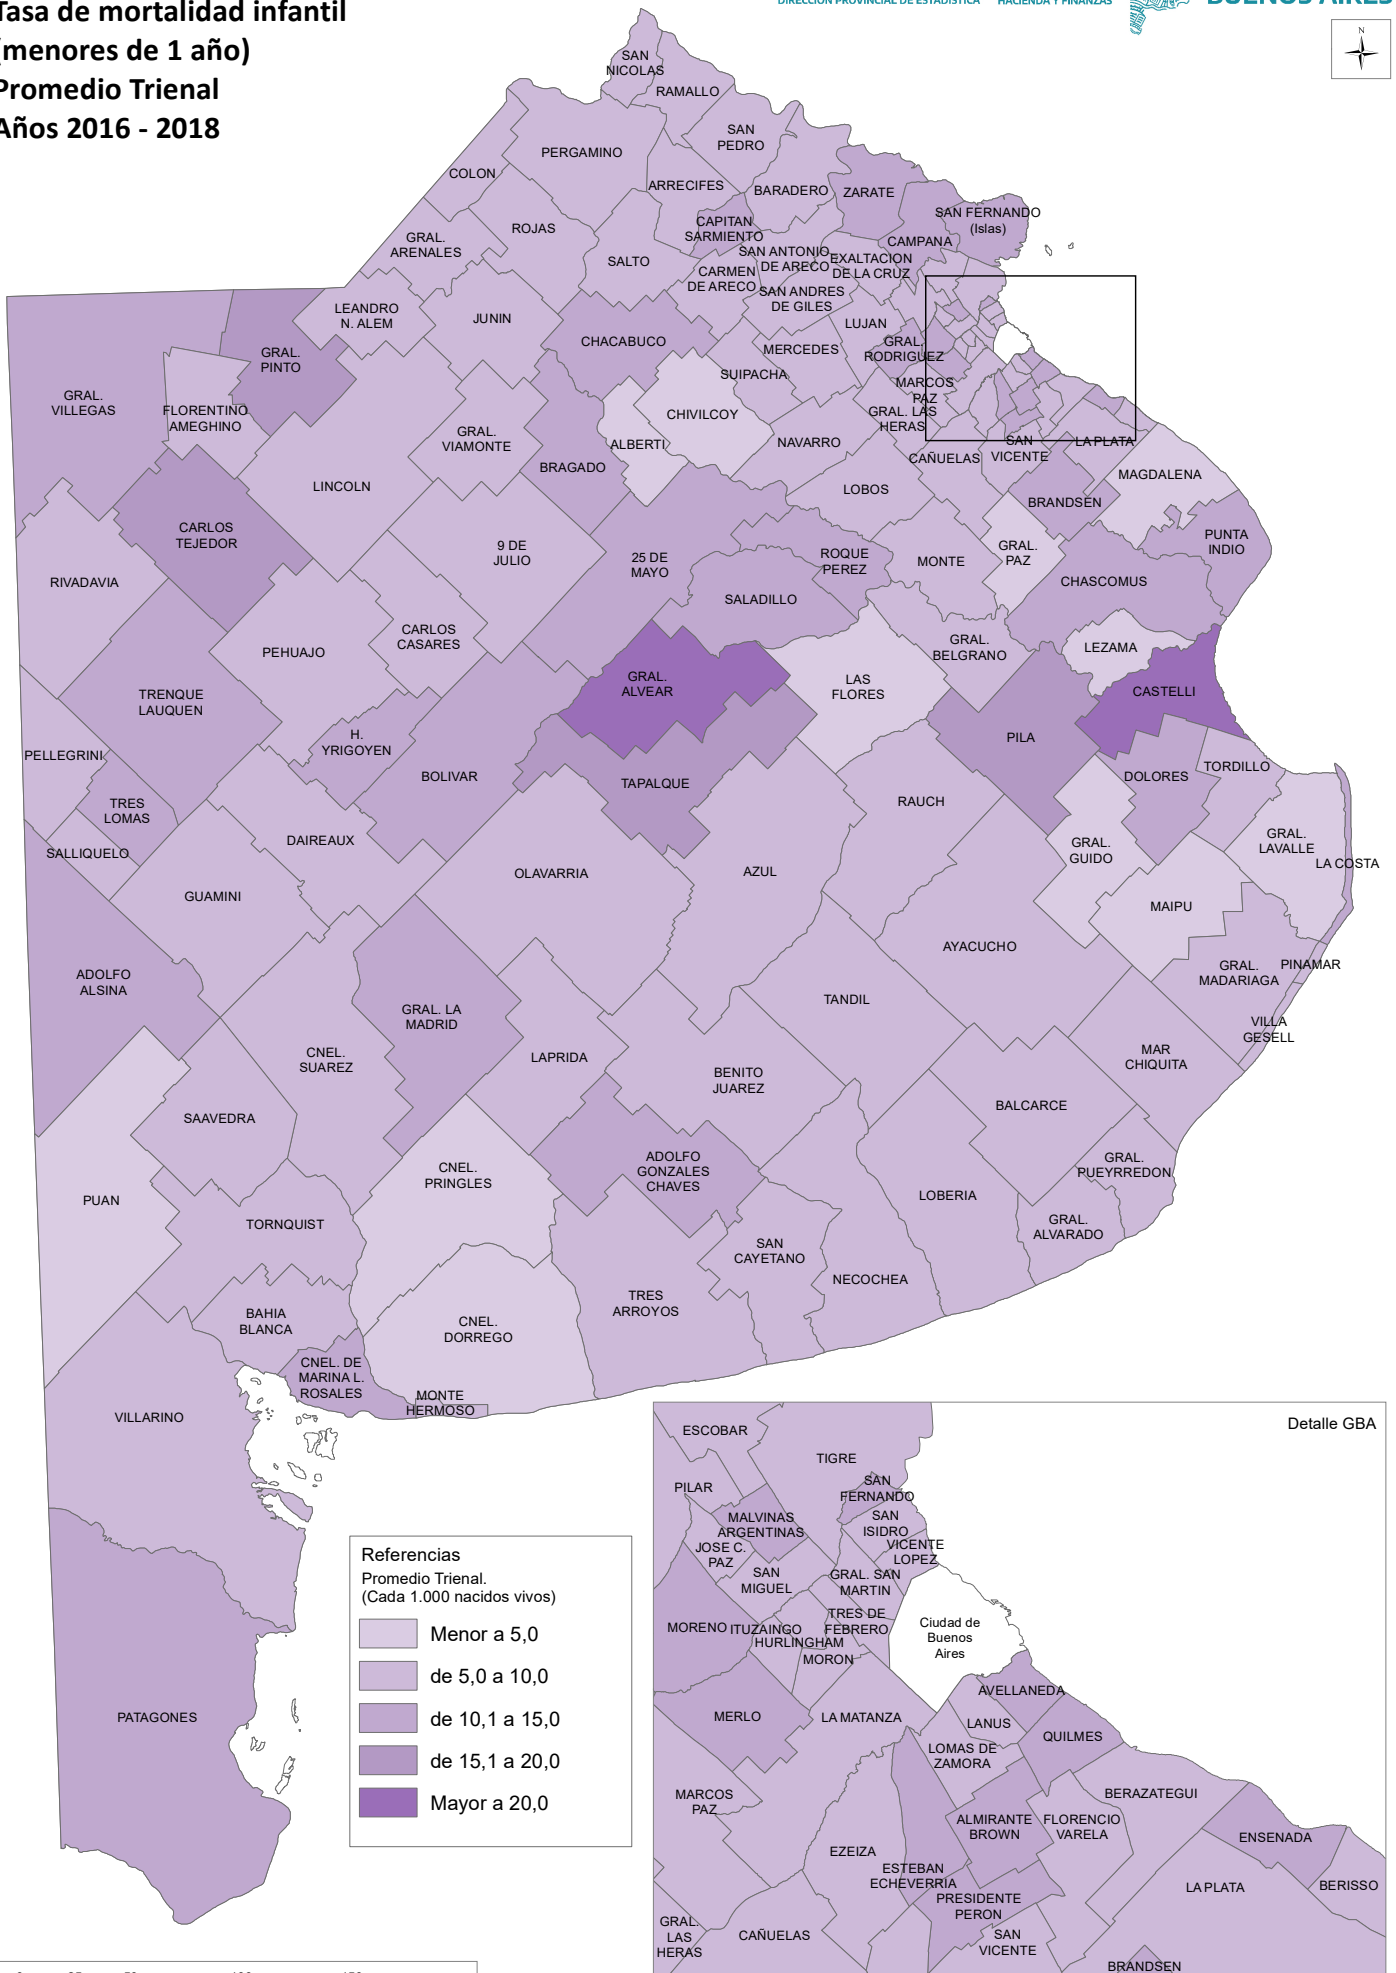 Tasa de mortalidad infantil
(menores de 1 año)
Promedio Trienal
Años 2016 - 2018
DIRECCIÓN PROVINCIAL DE ESTADÍSTICA
HACIENDA Y FINANZAS
BUENOS AIRES
N
SAN
NICOLAS
RAMALLO
SAN
PEDRO
PERGAMINO
COLON
ARRECIFES
BARADERO
ZARATE
SAN FERNANDO
(Islas)
ROJAS
CAPITAN
SARMIENTO
CAMPANA
GRAL.
ARENALES
SALTO
SAN ANTONIO
DE ARECO
EXALTACION
DE LA CRUZ
CARMEN
DE ARECO
SAN ANDRES
DE GILES
LEANDRO
N. ALEM
JUNIN
LUJAN
CHACABUCO
MERCEDES
GRAL.
RODRIGUEZ
GRAL.
PINTO
SUIPACHA
MARCOS
PAZ
GRAL.
VILLEGAS
FLORENTINO
AMEGHINO
CHIVILCOY
GRAL. LAS
HERAS
GRAL.
VIAMONTE
ALBERTI
NAVARRO
SAN
VICENTE
LA PLATA
CAÑUELAS
BRAGADO
MAGDALENA
LINCOLN
LOBOS
BRANDSEN
CARLOS
TEJEDOR
9 DE
JULIO
25 DE
MAYO
ROQUE
PEREZ
MONTE
GRAL.
PAZ
PUNTA
INDIO
RIVADAVIA
CHASCOMUS
SALADILLO
CARLOS
CASARES
PEHUAJO
GRAL.
BELGRANO
LEZAMA
GRAL.
ALVEAR
LAS
FLORES
CASTELLI
TRENQUE
LAUQUEN
H.
YRIGOYEN
PILA
PELLEGRINI
BOLIVAR
TAPALQUE
DOLORES
TORDILLO
TRES
LOMAS
RAUCH
DAIREAUX
GRAL.
GUIDO
GRAL.
LAVALLE
SALLIQUELO
LA COSTA
OLAVARRIA
AZUL
GUAMINI
MAIPU
AYACUCHO
ADOLFO
ALSINA
GRAL.
MADARIAGA
PINAMAR
TANDIL
GRAL. LA
MADRID
VILLA
GESELL
CNEL.
SUAREZ
LAPRIDA
MAR
CHIQUITA
BENITO
JUAREZ
BALCARCE
SAAVEDRA
CNEL.
PRINGLES
ADOLFO
GONZALES
CHAVES
GRAL.
PUEYRREDON
PUAN
LOBERIA
TORNQUIST
GRAL.
ALVARADO
SAN
CAYETANO
NECOCHEA
TRES
ARROYOS
BAHIA
BLANCA
CNEL.
DORREGO
CNEL. DE
MARINA L.
ROSALES
MONTE
HERMOSO
VILLARINO
PATAGONES
Referencias
Promedio Trienal.
(Cada 1.000 nacidos vivos)
Menor a 5,0
de 5,0 a 10,0
de 10,1 a 15,0
de 15,1 a 20,0
Mayor a 20,0
Detalle GBA
ESCOBAR
TIGRE
PILAR
SAN
FERNANDO
MALVINAS
ARGENTINAS
SAN
ISIDRO
JOSE C.
PAZ
VICENTE
LOPEZ
SAN
MIGUEL
GRAL. SAN
MARTIN
MORENO
ITUZAINGO
TRES DE
FEBRERO
HURLINGHAM
MORON
Ciudad de
Buenos
Aires
AVELLANEDA
MERLO
LA MATANZA
LANUS
QUILMES
LOMAS DE
ZAMORA
MARCOS
PAZ
BERAZATEGUI
ALMIRANTE
BROWN
FLORENCIO
VARELA
EZEIZA
ENSENADA
ESTEBAN
ECHEVERRIA
LA PLATA
BERISSO
PRESIDENTE
PERON
GRAL.
LAS
HERAS
CAÑUELAS
SAN
VICENTE
BRANDSEN